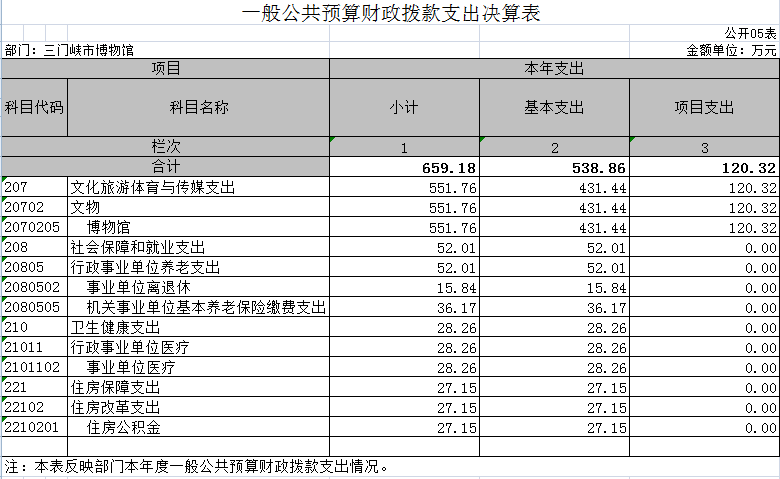 一般公共预算财政拨款支出决算表
公开05表
部门：三门峡市博物馆 金额单位：万元
项目 本年支出
科目代码 科目名称 小计 基本支出 项目支出
栏次 1 2 3
合计 659.18 538.86 120.32
207 文化旅游体育与传媒支出 551.76 431.44 120.32
20702 文物 551.76 431.44 120.32
2070205 博物馆 551.76 431.44 120.32
208 社会保障和就业支出 52.01 52.01 0.00
20805 行政事业单位养老支出 52.01 52.01 0.00
2080502 事业单位离退休 15.84 15.84 0.00
2080505 机关事业单位基本养老保险缴费支出 36.17 36.17 0.00
210 卫生健康支出 28.26 28.26 0.00
21011 行政事业单位医疗 28.26 28.26 0.00
2101102 事业单位医疗 28.26 28.26 0.00
221 住房保障支出 27.15 27.15 0.00
22102 住房改革支出 27.15 27.15 0.00
2210201 住房公积金 27.15 27.15 0.00
注：本表反映部门本年度一般公共预算财政拨款支出情况。